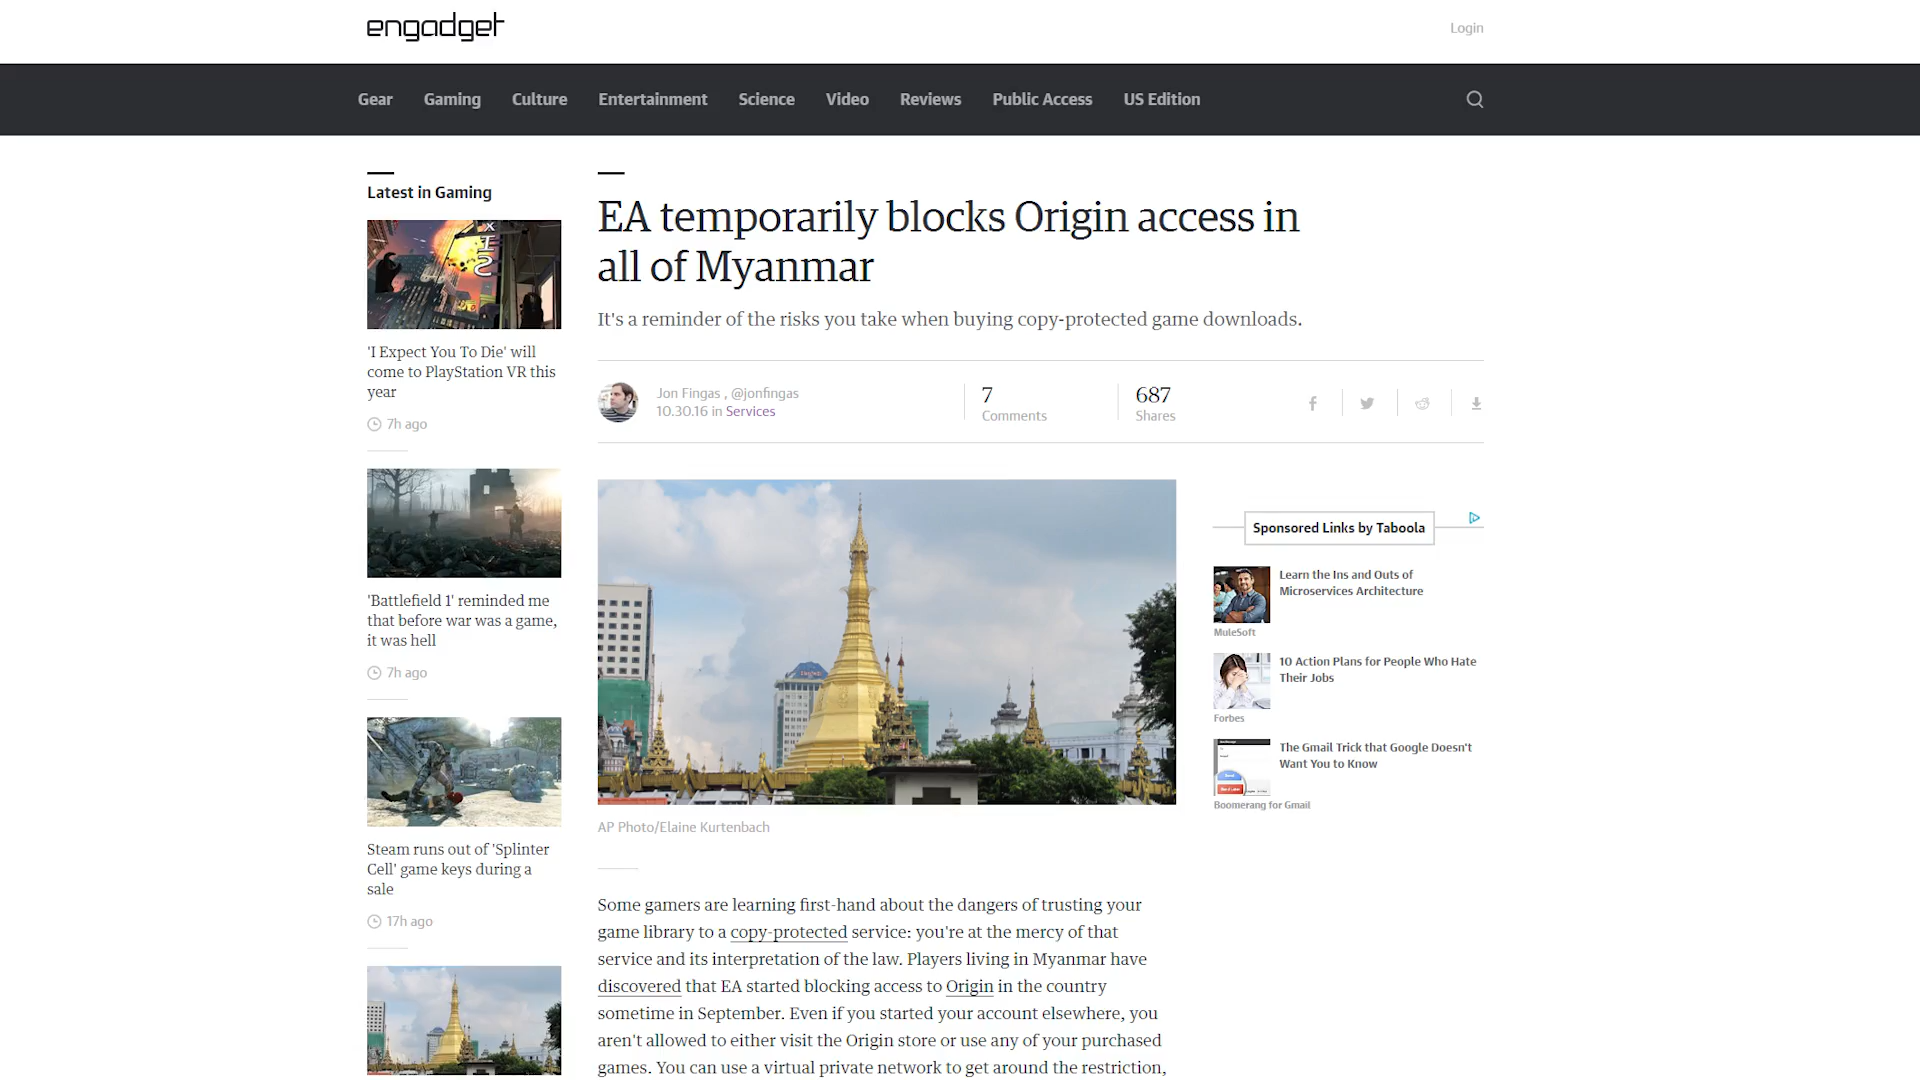 engadget
Login
Gear Gaming Culture Entertainment Science Video Reviews Public Access US Edition
Latest in Gaming
'I Expect You To Die' will
come to PlayStation VR this
year
7h ago
'Battlefield 1' reminded me
that before war was a game,
it was hell
7h ago
Steam runs out of 'Splinter
Cell' game keys during a
sale
17h ago
EA temporarily blocks Origin access in
all of Myanmar
It's a reminder of the risks you take when buying copy-protected game downloads.
Jon Fingas , @jonfingas
10.30.16 in Services
7
Comments
687
Shares
AP Photo/Elaine Kurtenbach
Some gamers are learning first-hand about the dangers of trusting your
game library to a copy-protected service: you're at the mercy of that
service and its interpretation of the law. Players living in Myanmar have
discovered that EA started blocking access to Origin in the country
sometime in September. Even if you started your account elsewhere, you
aren't allowed to either visit the Origin store or use any of your purchased
games. You can use a virtual private network to get around the restriction,
Sponsored Links by Taboola
Learn the Ins and Outs of
Microservices Architecture
MuleSoft
10 Action Plans for People Who Hate
Their Jobs
Forbes
The Gmail Trick that Google Doesn't
Want You to Know
Boomerang for Gmail